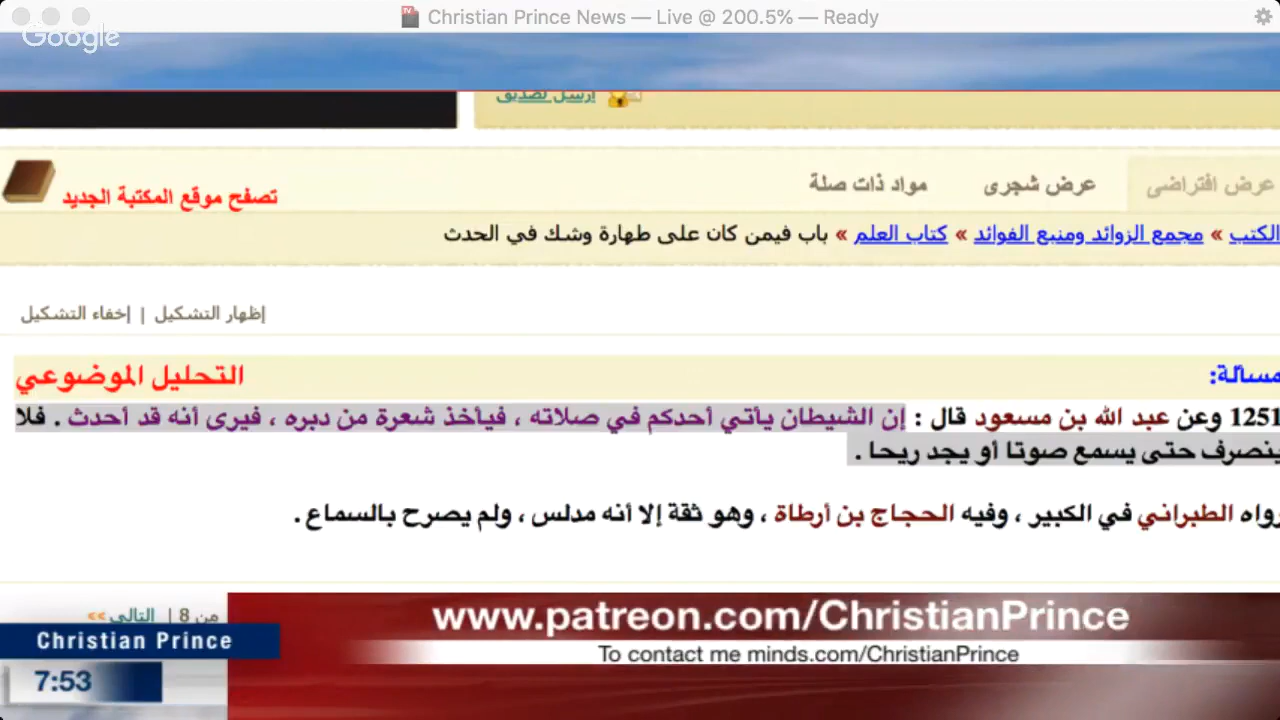 Christian Prince News — Live @ 200.5% — Ready
Google
ارسل لصديق
عرض افتراضى
عرض شجرى
مواد ذات صلة
تصفح موقع المكتبة الجديد
الكتب » مجمع الزوائد ومنبع الفوائد » كتاب العلم » باب فيمن كان على طهارة وشك في الحدث
إظهار التشكيل | إخفاء التشكيل
مسألة:
التحليل الموضوعي
1251 وعن عبد الله بن مسعود قال : إن الشيطان يأتي أحدكم في صلاته ، فيأخذ شعرة من دبره ، فيرى أنه قد أحدث . فلا
ينصرف حتى يسمع صوتا أو يجد ريحا .
رواه الطبراني في الكبير ، وفيه الحجاج بن أرطاة ، وهو ثقة إلا أنه مدلس ، ولم يصرح بالسماع .
من 8 | التالي >>
www.patreon.com/ChristianPrince
Christian Prince
To contact me minds.com/ChristianPrince
7:53